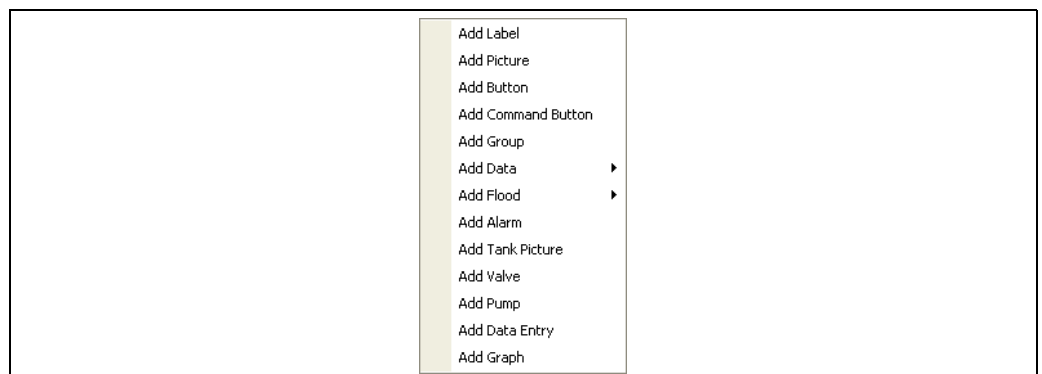 Add Label
Add Picture
Add Button
Add Command Button
Add Group
Add Data
Add Flood
Add Alarm
Add Tank Picture
Add Valve
Add Pump
Add Data Entry
Add Graph